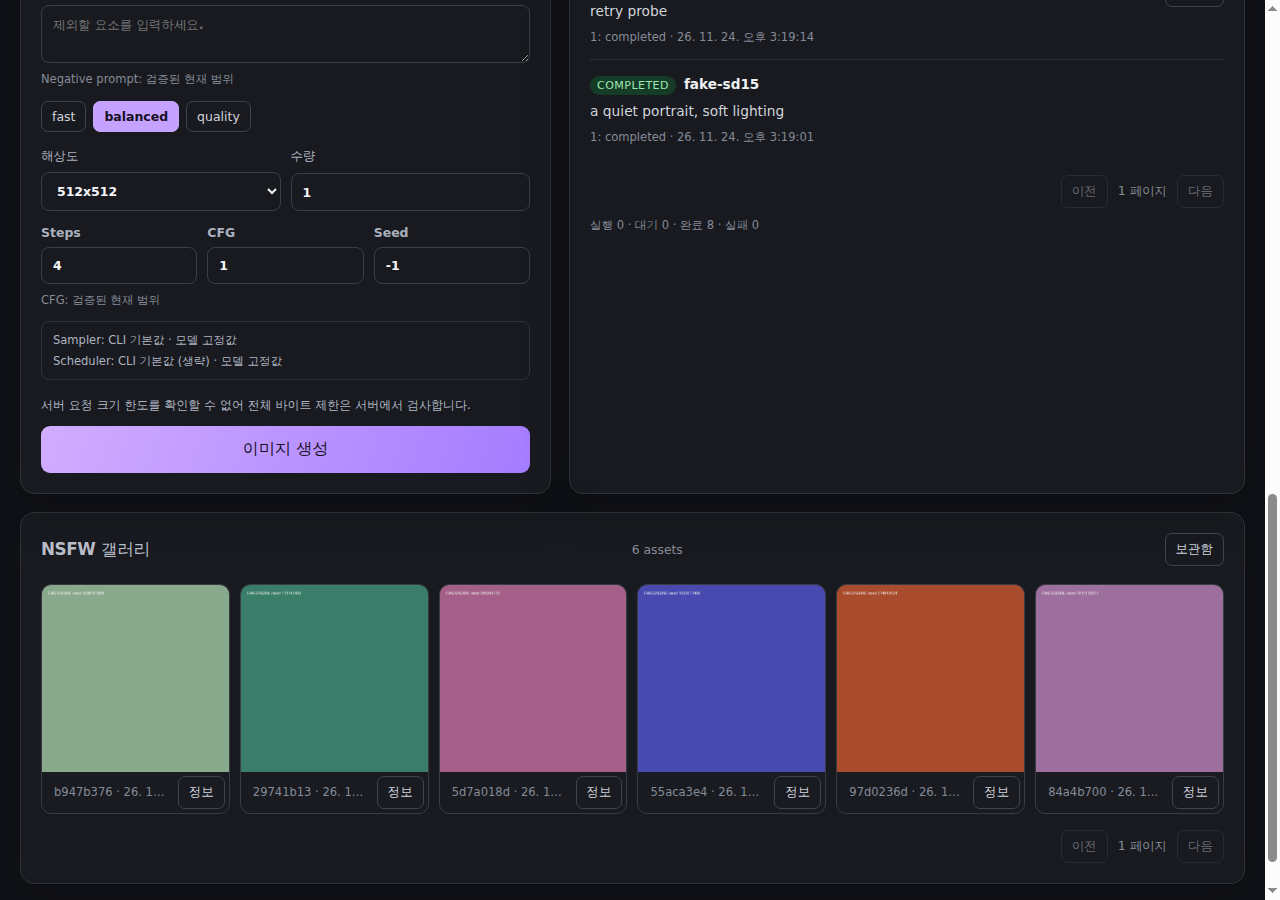 제외할 요소를 입력하세요.
Negative prompt: 검증된 현재 범위
fast balanced quality
해상도 수량
512x512 1
Steps CFG Seed
4 1 -1
CFG: 검증된 현재 범위
Sampler: CLI 기본값 · 모델 고정값
Scheduler: CLI 기본값 (생략) · 모델 고정값
서버 요청 크기 한도를 확인할 수 없어 전체 바이트 제한은 서버에서 검사합니다.
이미지 생성
retry probe
1: completed · 26. 11. 24. 오후 3:19:14
COMPLETED fake-sd15
a quiet portrait, soft lighting
1: completed · 26. 11. 24. 오후 3:19:01
이전 1 페이지 다음
실행 0 · 대기 0 · 완료 8 · 실패 0
NSFW 갤러리 6 assets 보관함
b947b376 · 26. 1… 정보
29741b13 · 26. 1… 정보
5d7a018d · 26. 1… 정보
55aca3e4 · 26. 1… 정보
97d0236d · 26. 1… 정보
84a4b700 · 26. 1… 정보
이전 1 페이지 다음